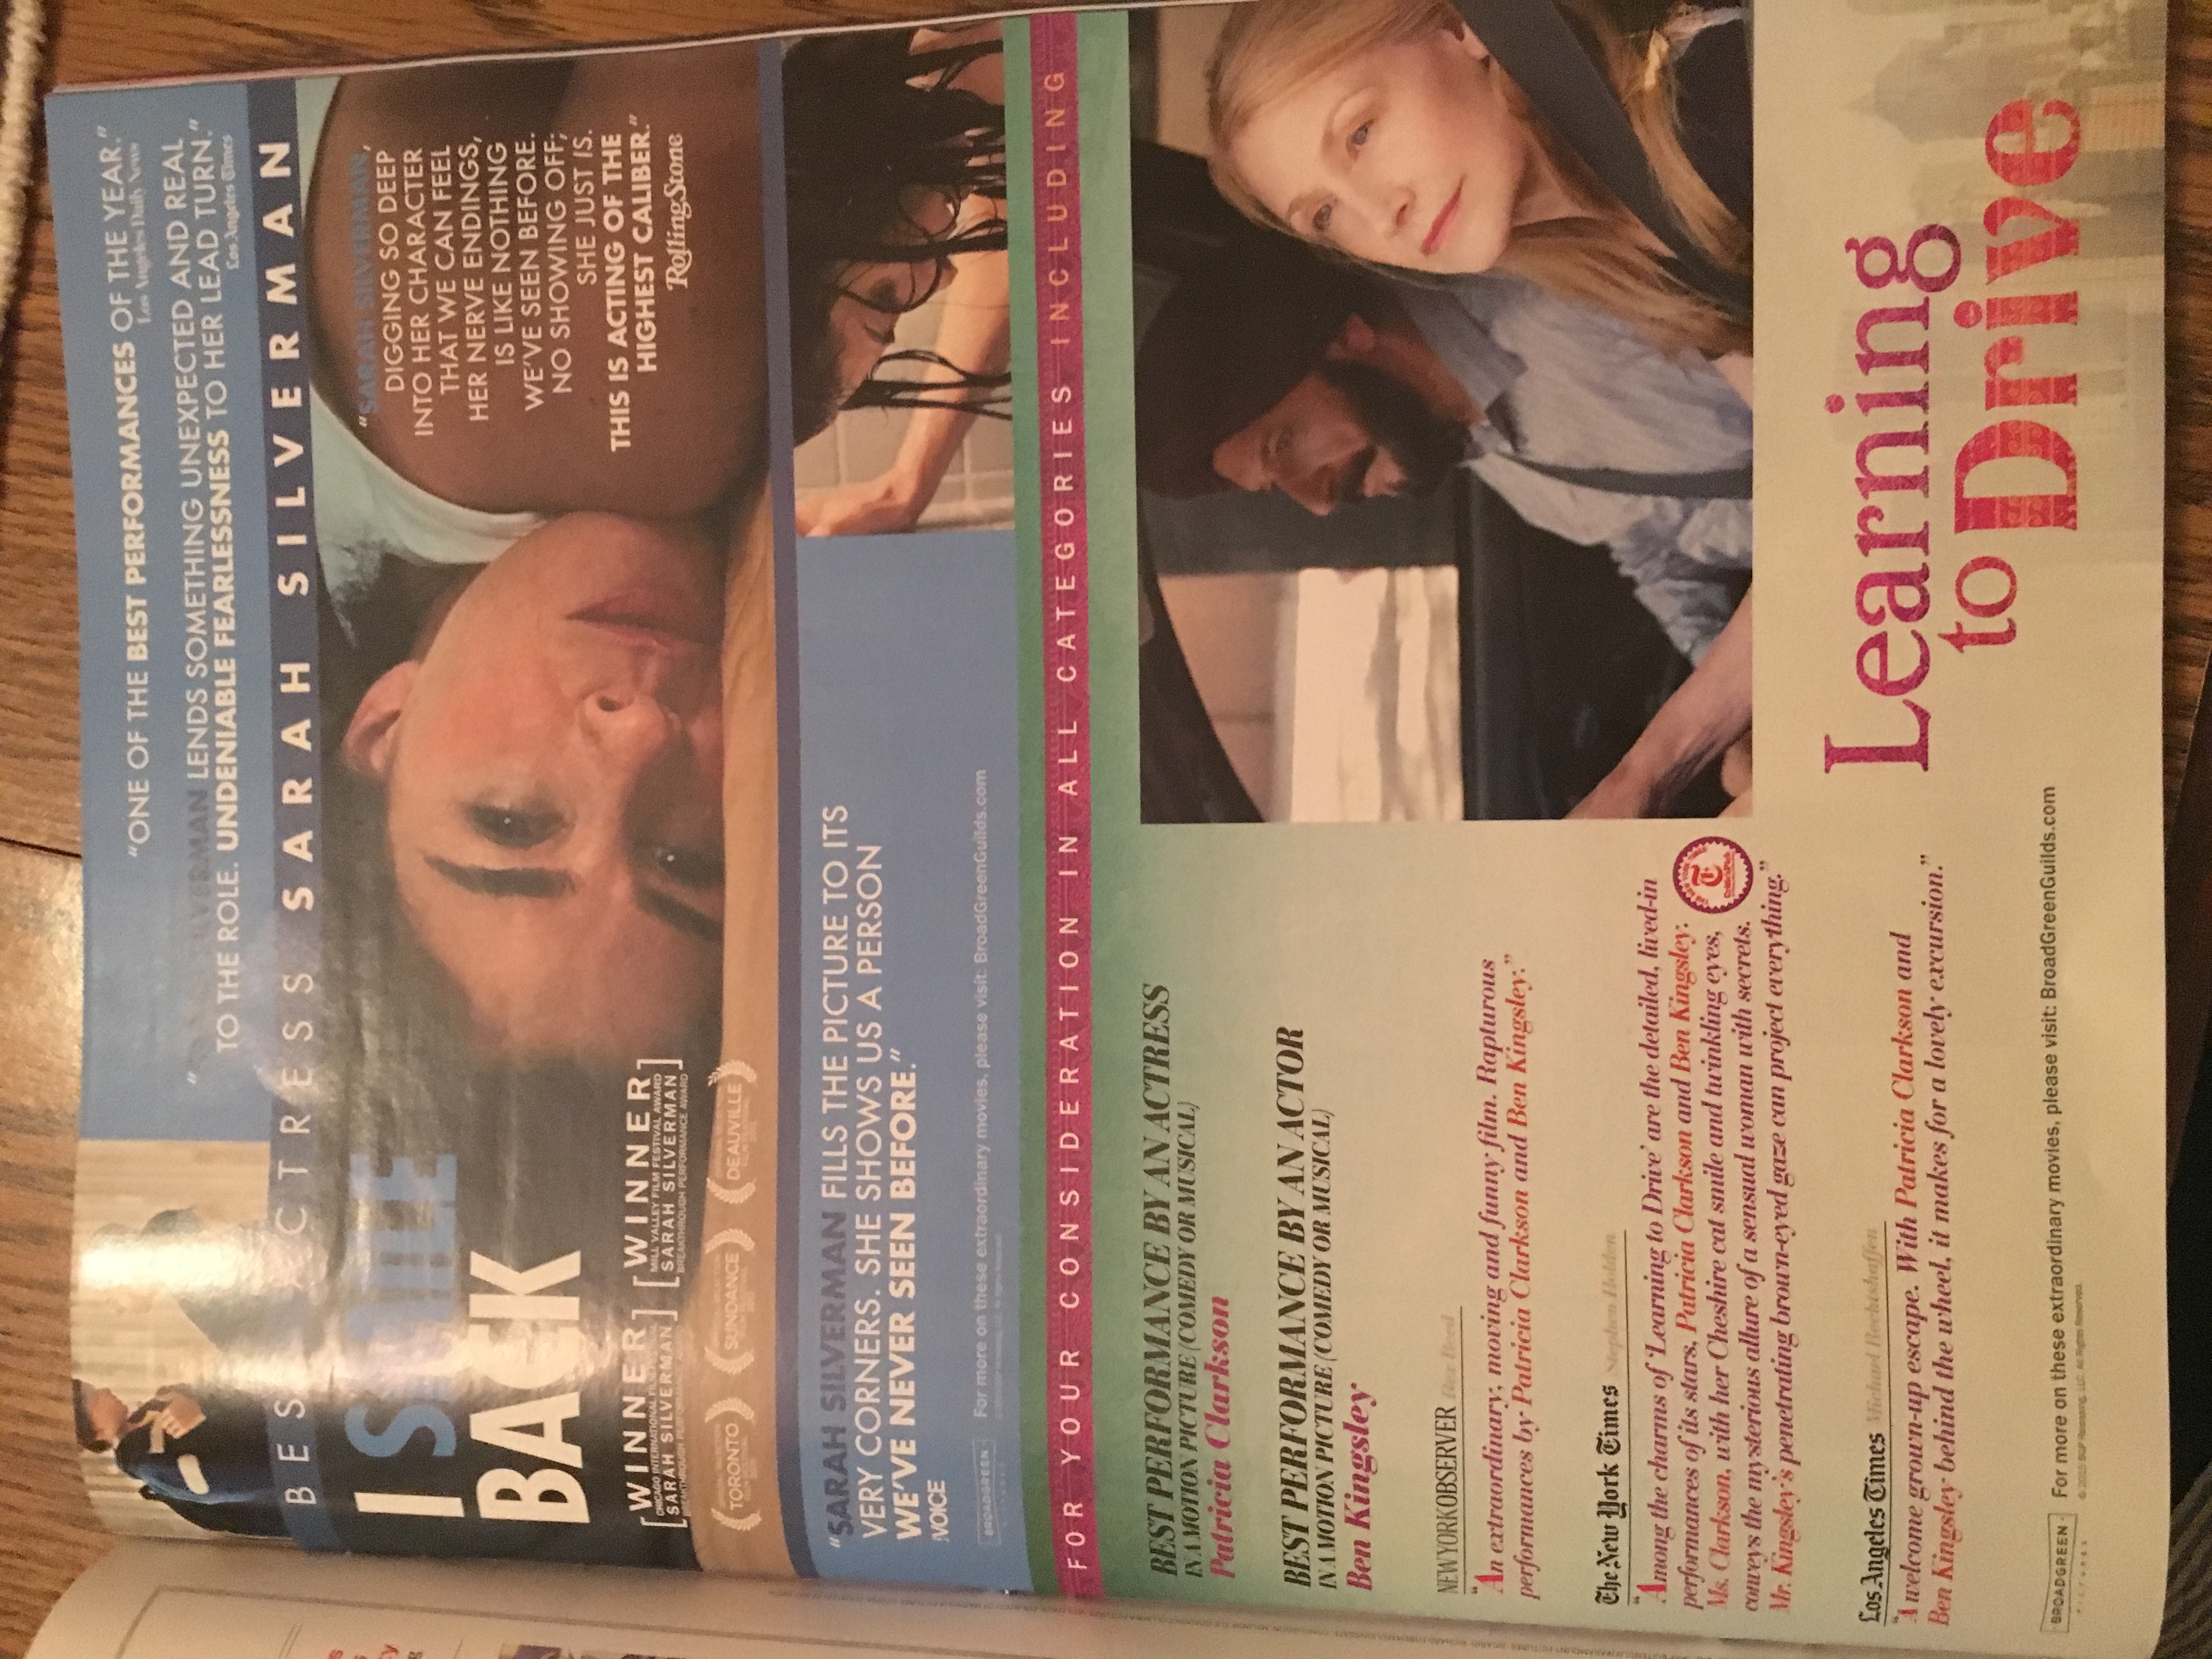 "ONE OF THE BEST PERFORMANCES OF THE YEAR."
Los Angeles Daily News
SILVERMAN LENDS SOMETHING UNEXPECTED AND REAL
TO THE ROLE. UNDENIABLE FEARLESSNESS TO HER LEAD TURN."
Los Angeles Times
BEST ACTRESS SARAH SILVERMAN
"SARAH SILVERMAN,
DIGGING SO DEEP
INTO HER CHARACTER
THAT WE CAN FEEL
HER NERVE ENDINGS,
IS LIKE NOTHING
WE'VE SEEN BEFORE.
NO SHOWING OFF;
SHE JUST IS.
THIS IS ACTING OF THE
HIGHEST CALIBER."
RollingStone
I SMILE
BACK
[WINNER]
CHICAGO INTERNATIONAL FILM
SARAH SILVERMAN
BREAKTHROUGH PERFORMANCE
[WINNER]
MILL VALLEY FILM FESTIVAL AWARD
SARAH SILVERMAN
BREAKTHROUGH PERFORMANCE AWARD
TORONTO
SUNDANCE
DEAUVILLE
"SARAH SILVERMAN FILLS THE PICTURE TO ITS
VERY CORNERS. SHE SHOWS US A PERSON
WE'VE NEVER SEEN BEFORE."
VOICE
BROADGREEN
For more on these extraordinary movies, please visit: BroadGreenGuilds.com
FOR YOUR CONSIDERATION IN ALL CATEGORIES INCLUDING
BEST PERFORMANCE BY AN ACTRESS
IN A MOTION PICTURE (COMEDY OR MUSICAL)
Patricia Clarkson
BEST PERFORMANCE BY AN ACTOR
IN A MOTION PICTURE (COMEDY OR MUSICAL)
Ben Kingsley
NEW YORK OBSERVER Rex Reed
"An extraordinary, moving and funny film. Rapturous
performances by Patricia Clarkson and Ben Kingsley."
The New York Times Stephen Holden
"Among the charms of 'Learning to Drive' are the detailed, lived-in
performances of its stars, Patricia Clarkson and Ben Kingsley.
Ms. Clarkson, with her Cheshire cat smile and twinkling eyes,
conveys the mysterious allure of a sensual woman with secrets.
Mr. Kingsley's penetrating brown-eyed gaze can project everything."
Los Angeles Times Michael Rechtshaffen
"A welcome grown-up escape. With Patricia Clarkson and
Ben Kingsley behind the wheel, it makes for a lovely excursion."
Learning
to Drive
BROADGREEN
PICTURES
For more on these extraordinary movies, please visit: BroadGreenGuilds.com